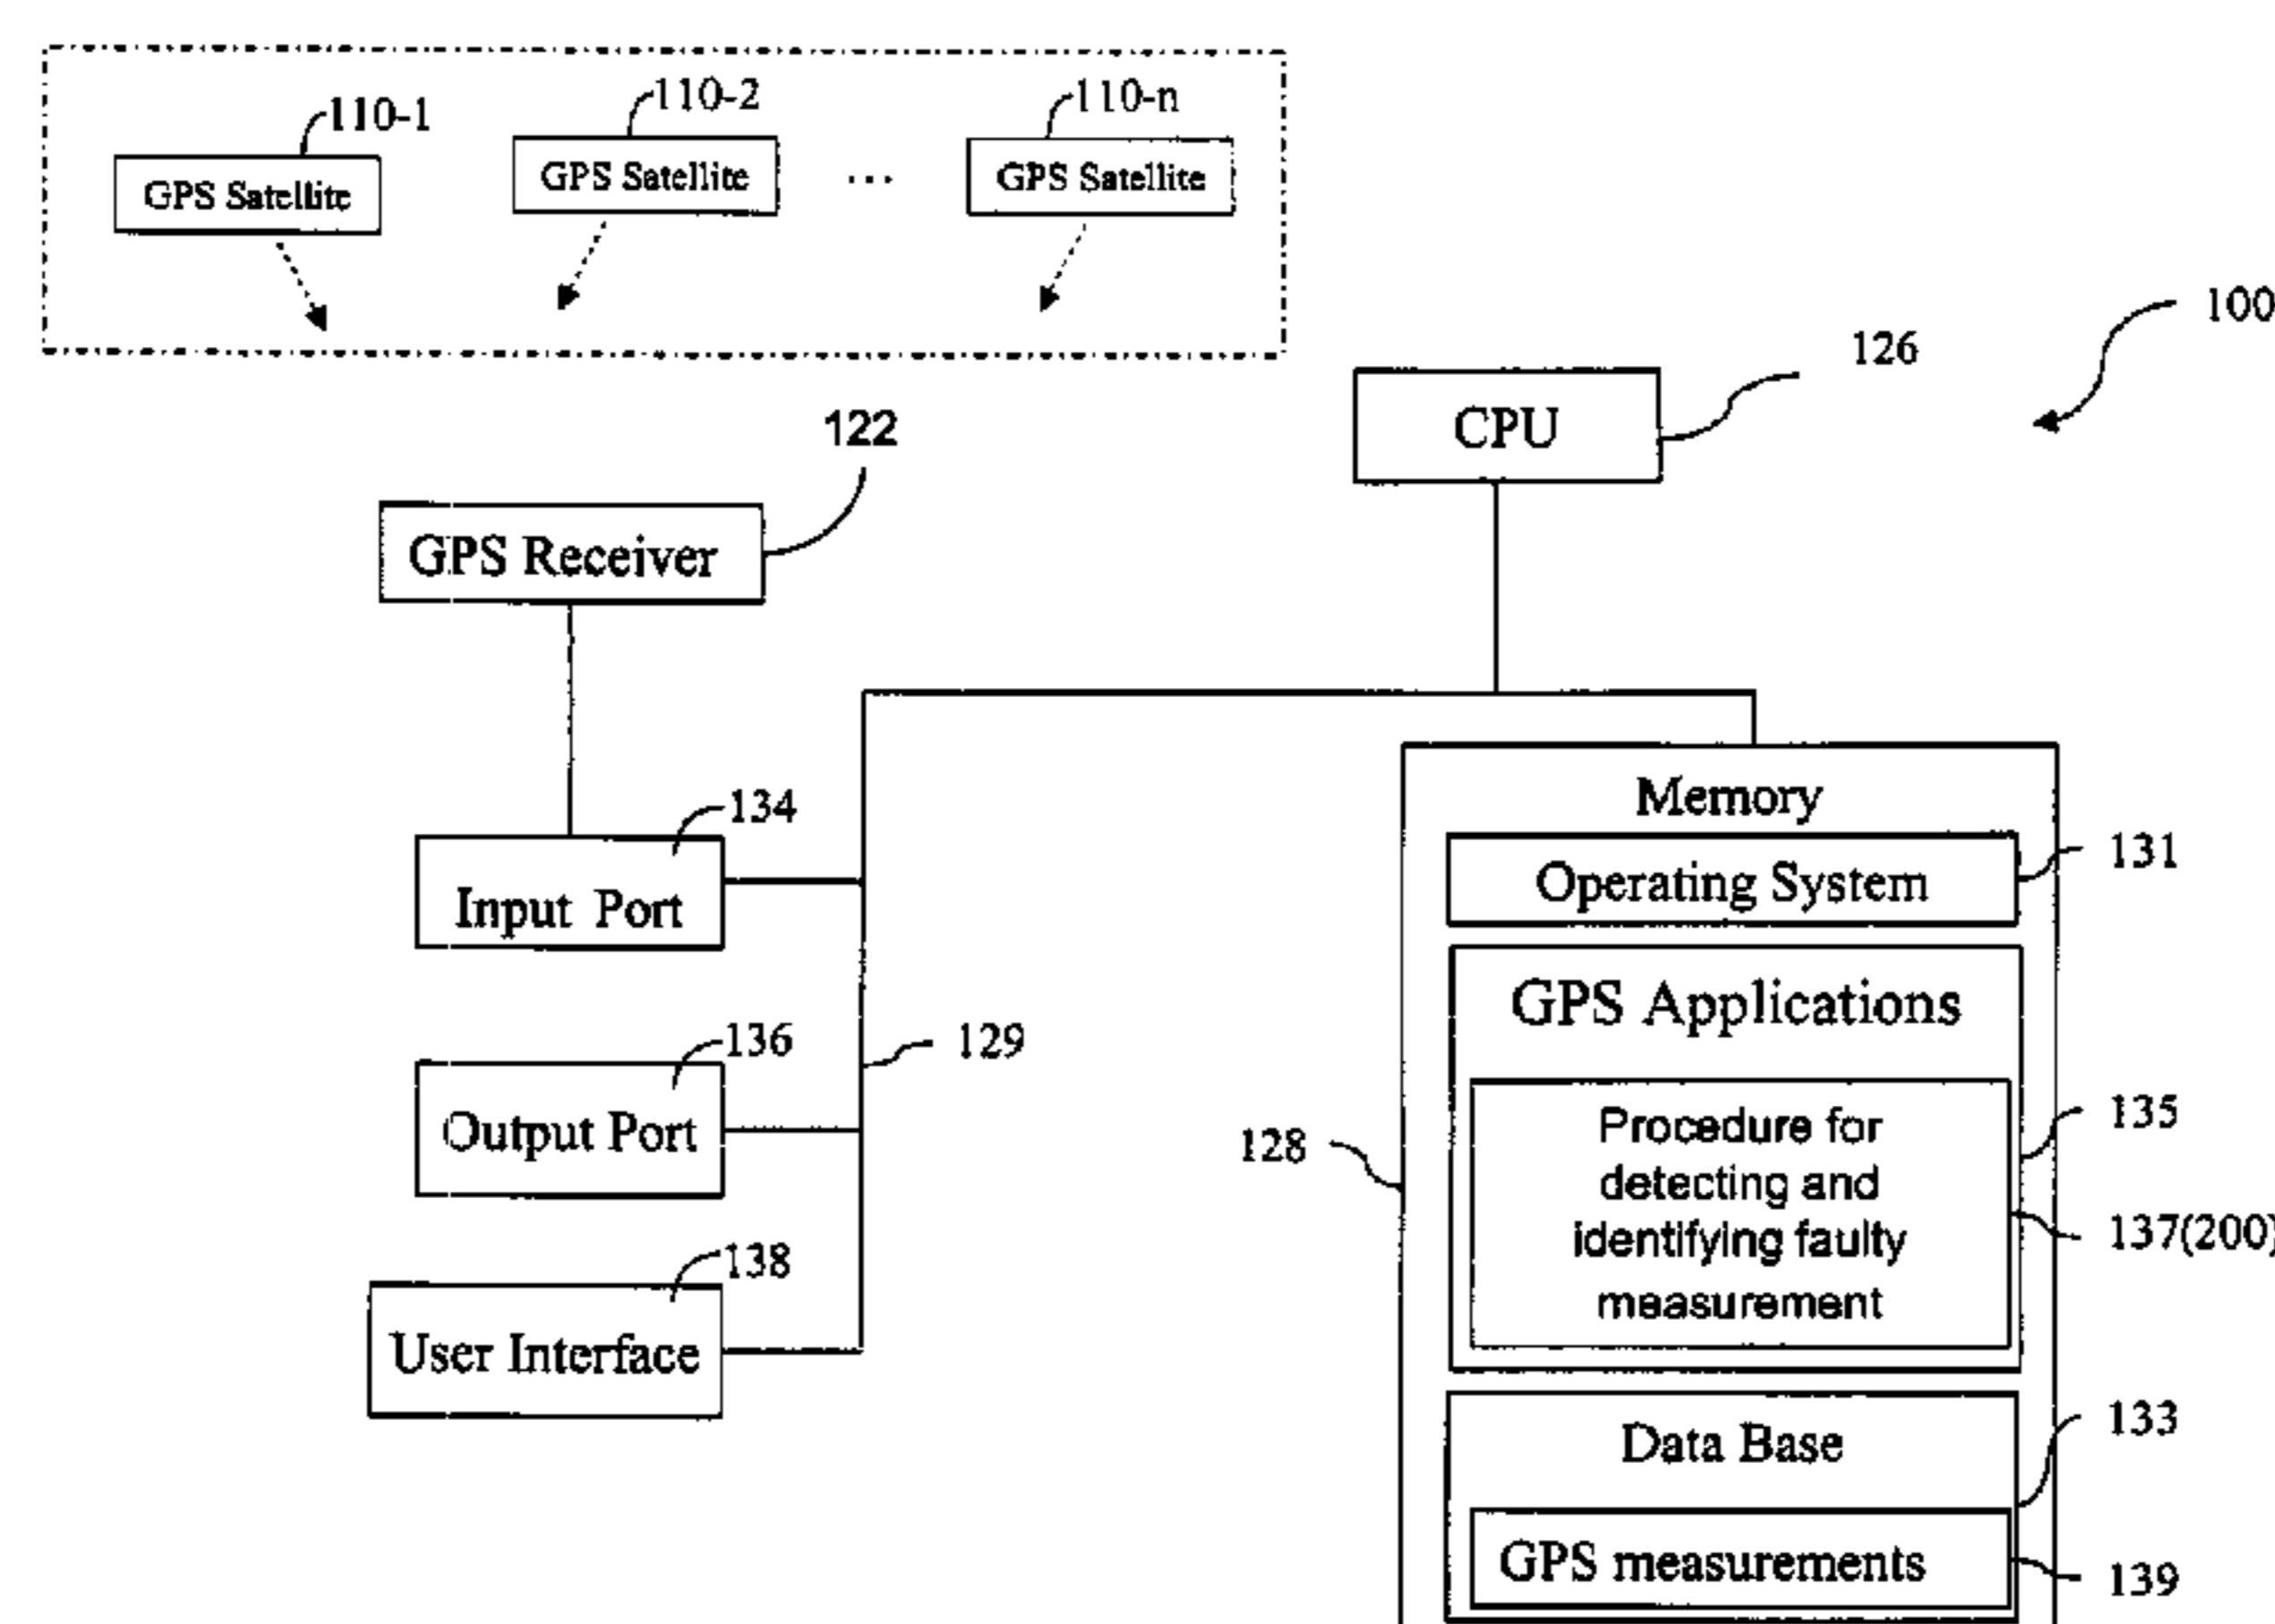 110-1
110-2
110-n
GPS Satellite
GPS Satellite
...
GPS Satellite
100
126
CPU
122
GPS Receiver
134
Input Port
136
Output Port
129
138
User Interface
Memory
Operating System
131
GPS Applications
135
Procedure for
detecting and
identifying faulty
measurement
137(200)
128
Data Base
133
GPS measurements
139